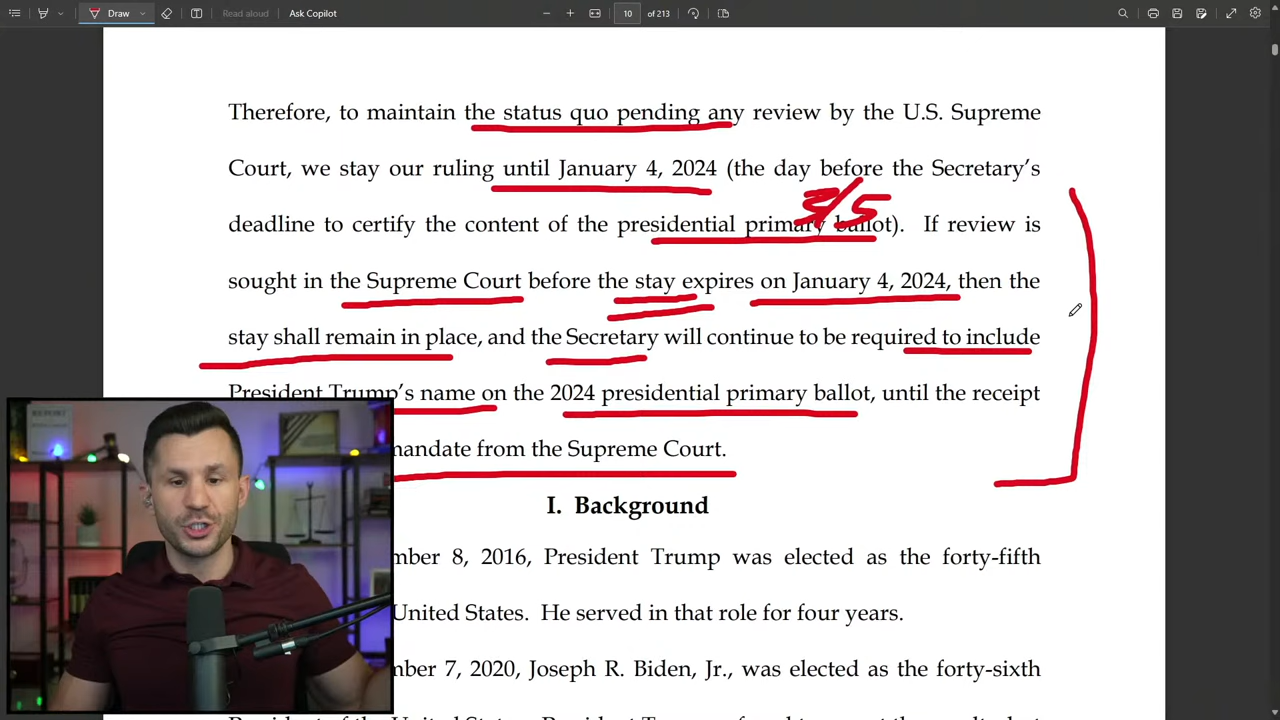 Draw
Read aloud
Ask Copilot
10 of 213
Therefore, to maintain the status quo pending any review by the U.S. Supreme
Court, we stay our ruling until January 4, 2024 (the day before the Secretary's
3/5
deadline to certify the content of the presidential primary ballot). If review is
sought in the Supreme Court before the stay expires on January 4, 2024, then the
stay shall remain in place, and the Secretary will continue to be required to include
President Trump's name on the 2024 presidential primary ballot, until the receipt
mandate from the Supreme Court.
I. Background
mber 8, 2016, President Trump was elected as the forty-fifth
United States. He served in that role for four years.
mber 7, 2020, Joseph R. Biden, Jr., was elected as the forty-sixth